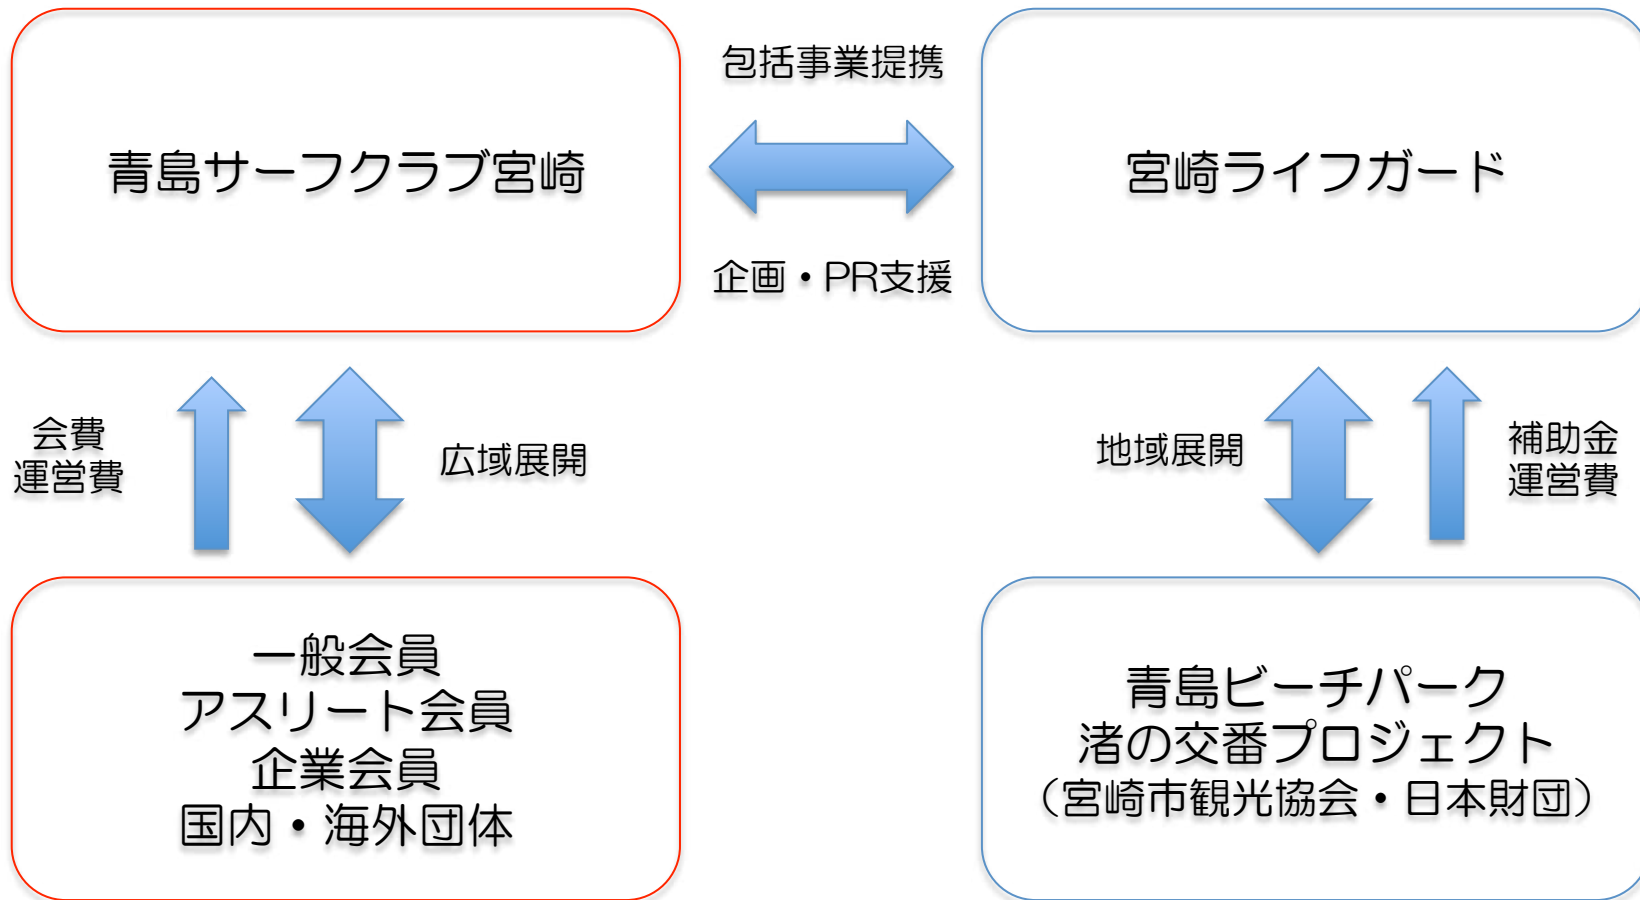 包括事業提携
青島サーフクラブ宮崎
宮崎ライフガード
企画・PR支援
会費
運営費
広域展開
地域展開
補助金
運営費
一般会員
アスリート会員
企業会員
国内・海外団体
青島ビーチパーク
渚の交番プロジェクト
（宮崎市観光協会・日本財団）